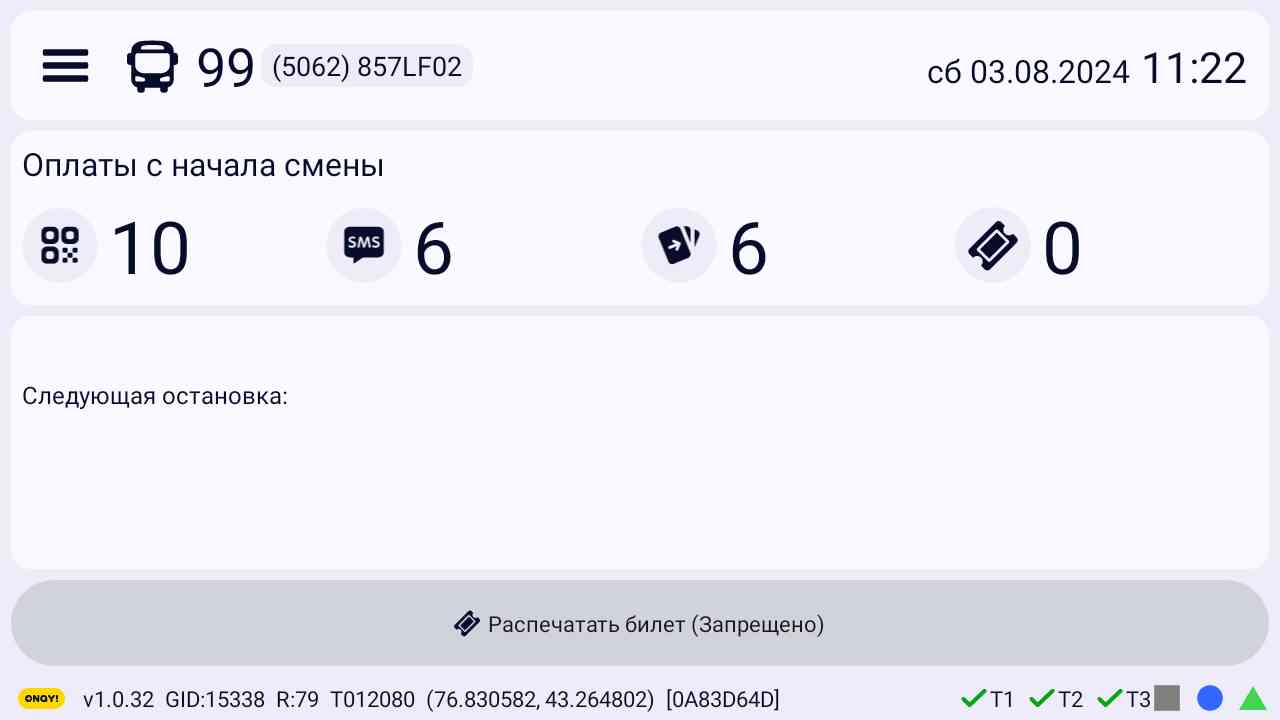 99 (5062) 857LF02 сб 03.08.2024 11:22
Оплаты с начала смены
10 SMS 6 6 0
Следующая остановка:
Распечатать билет (Запрещено)
ONAY! v1.0.32 GID:15338 R:79 T012080 (76.830582, 43.264802) [0A83D64D] T1 T2 T3